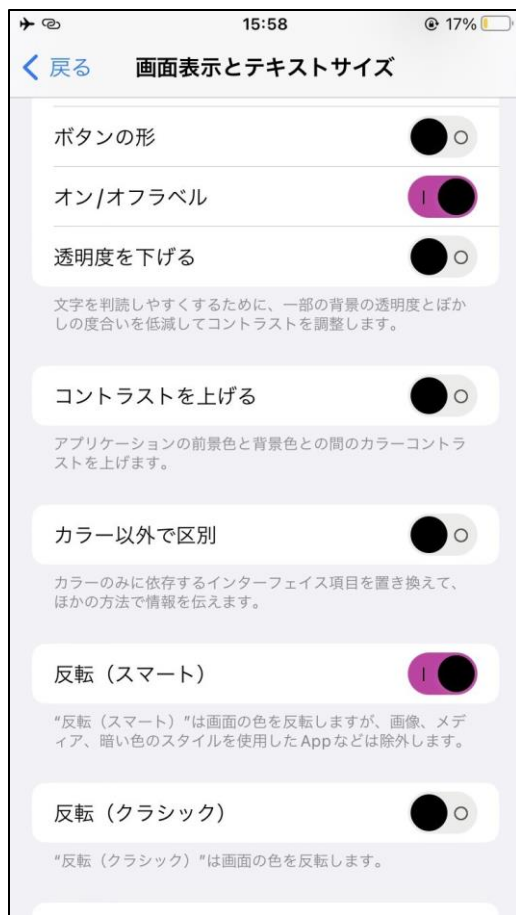 15:58
17%
戻る
画面表示とテキストサイズ
ボタンの形
オン/オフラベル
透明度を下げる
文字を判読しやすくするために、一部の背景の透明度とぼか
しの度合いを低減してコントラストを調整します。
コントラストを上げる
アプリケーションの前景色と背景色との間のカラーコントラ
ストを上げます。
カラー以外で区別
カラーのみに依存するインターフェイス項目を置き換えて、
ほかの方法で情報を伝えます。
反転（スマート）
“反転（スマート）”は画面の色を反転しますが、画像、メデ
ィア、暗い色のスタイルを使用したAppなどは除外します。
反転（クラシック）
“反転（クラシック）”は画面の色を反転します。